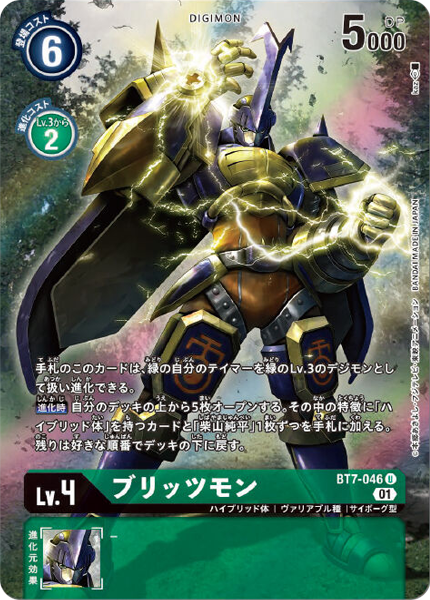 DIGIMON
登場コスト
6
5000
DP
進化コスト
Lv.3から
2
BANDAI MADE IN JAPAN
手札のこのカードは、緑の自分のテイマーを緑のLv.3のデジモンとし
て扱い進化できる。
進化時 自分のデッキの上から5枚オープンする。その中の特徴に「ハ
イブリッド体」を持つカードと「柴山純平」1枚ずつを手札に加える。
残りは好きな順番でデッキの下に戻す。
BT7-046 U
Lv.4
ブリッツモン
01
ハイブリッド体 | ヴァリアブル種 | サイボーグ型
進化元効果
-